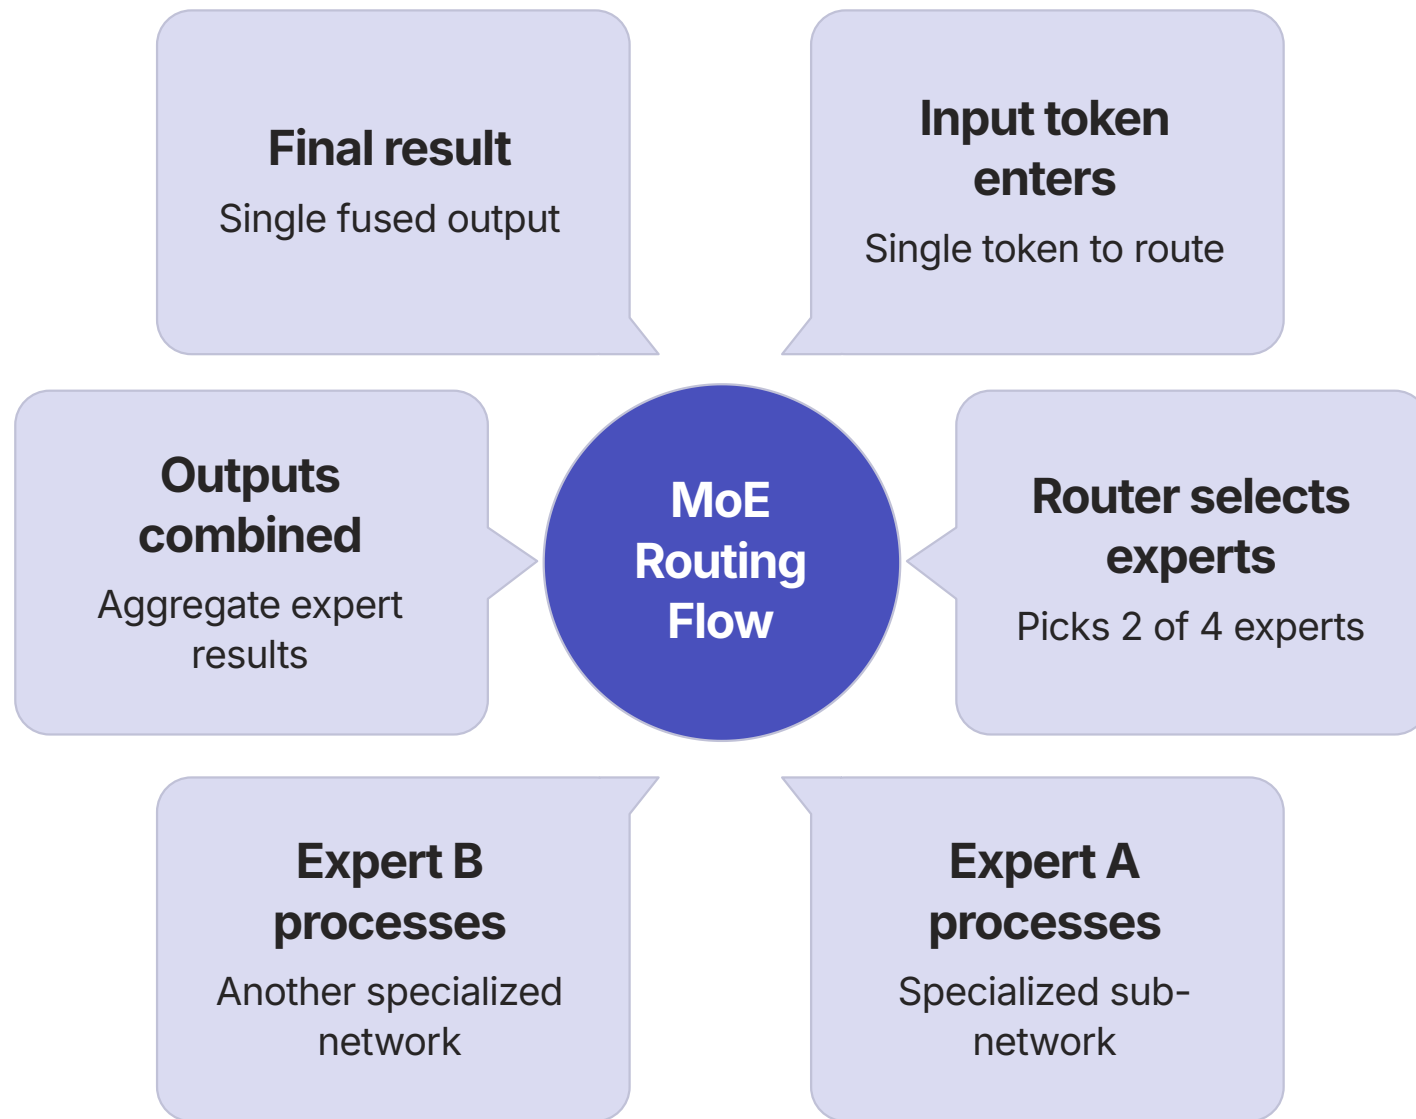 Final result
Single fused output
Input token
enters
Single token to route
Outputs
combined
Aggregate expert
results
MoE
Routing
Flow
Router selects
experts
Picks 2 of 4 experts
Expert B
processes
Another specialized
network
Expert A
processes
Specialized sub-
network